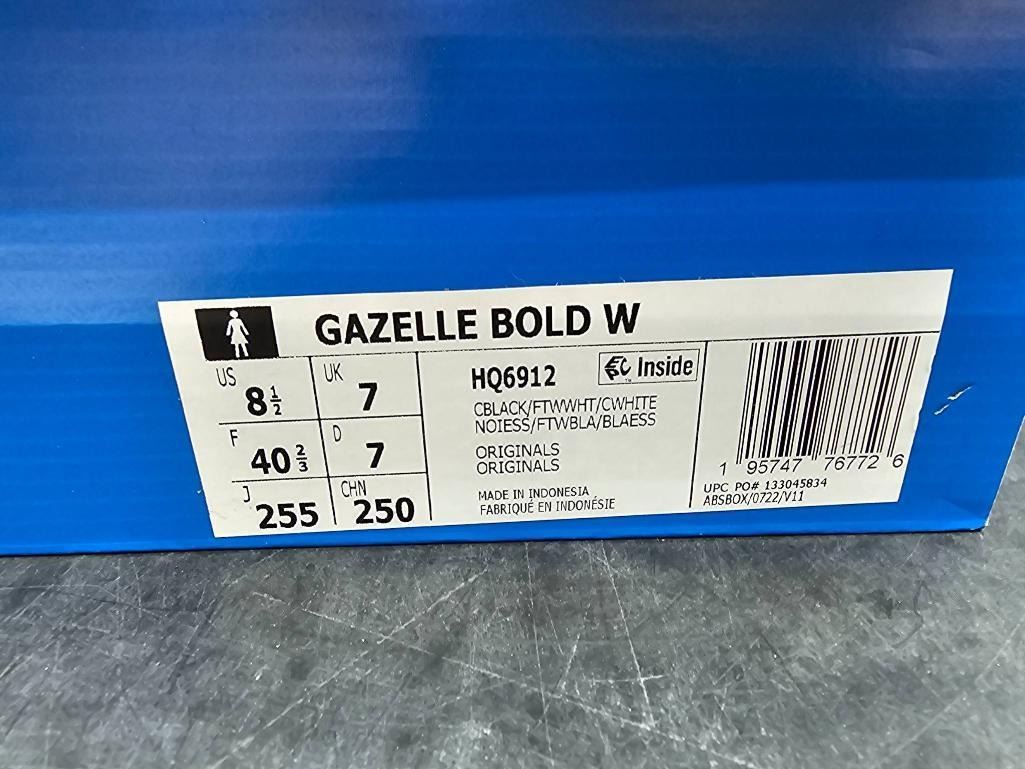 GAZELLE BOLD W
US 8 1/2
UK 7
F 40 2/3
D 7
J 255
CHN 250
HQ6912
Inside
TM
CBLACK/FTWWHT/CWHITE
NOIESS/FTWBLA/BLAESS
ORIGINALS
ORIGINALS
MADE IN INDONESIA
FABRIQUÉ EN INDONÉSIE
1 95747 76772 6
UPC PO# 133045834
ABSBOX/0722/V11